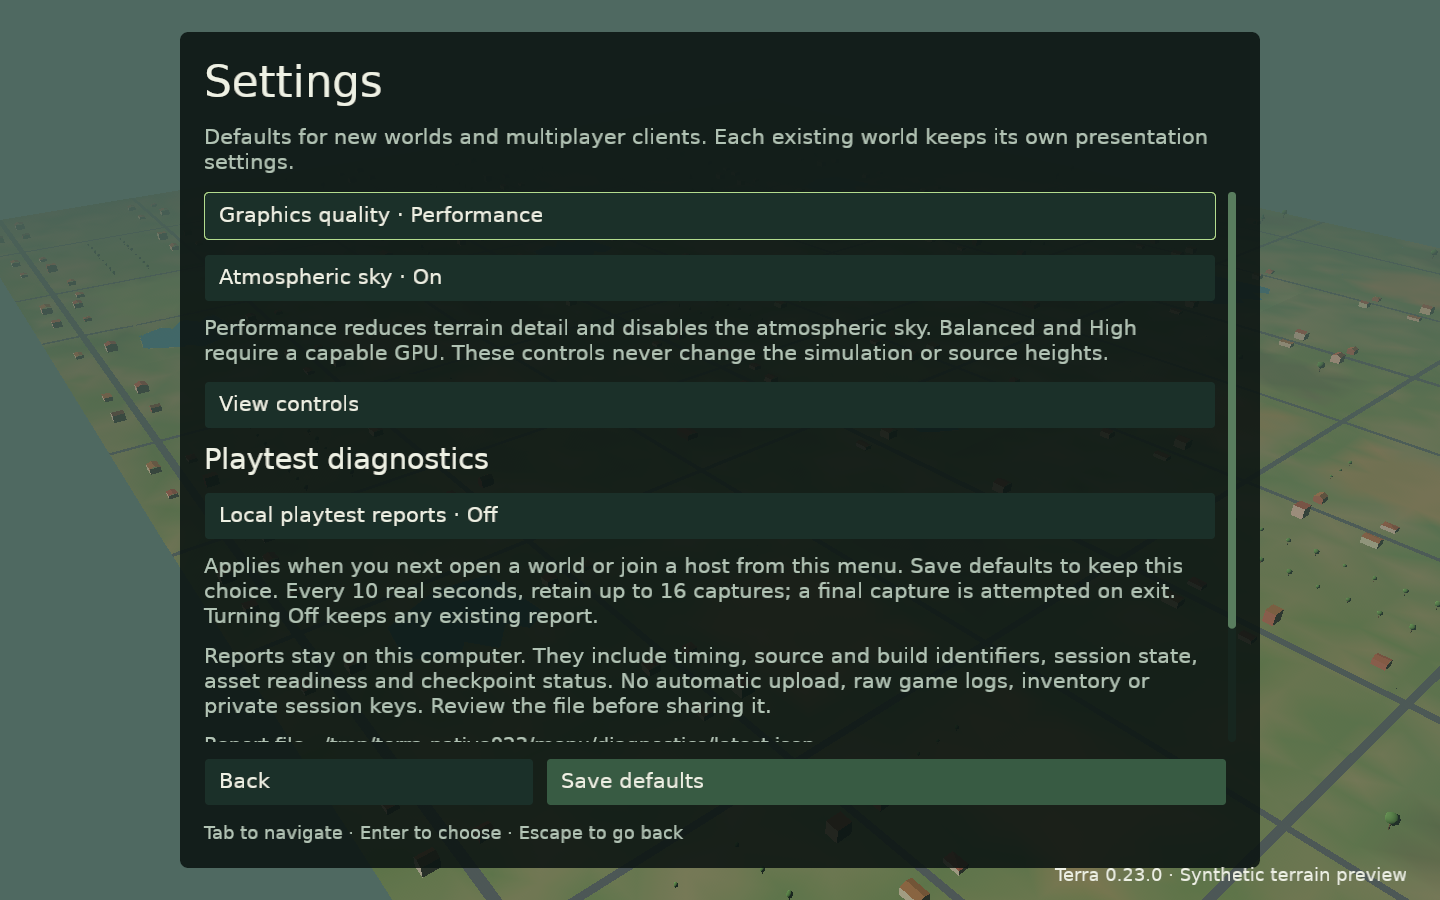 Settings
Defaults for new worlds and multiplayer clients. Each existing world keeps its own presentation
settings.
Graphics quality · Performance
Atmospheric sky · On
Performance reduces terrain detail and disables the atmospheric sky. Balanced and High
require a capable GPU. These controls never change the simulation or source heights.
View controls
Playtest diagnostics
Local playtest reports · Off
Applies when you next open a world or join a host from this menu. Save defaults to keep this
choice. Every 10 real seconds, retain up to 16 captures; a final capture is attempted on exit.
Turning Off keeps any existing report.
Reports stay on this computer. They include timing, source and build identifiers, session state,
asset readiness and checkpoint status. No automatic upload, raw game logs, inventory or
private session keys. Review the file before sharing it.
Report file
Back
Save defaults
Tab to navigate · Enter to choose · Escape to go back
Terra 0.23.0 · Synthetic terrain preview